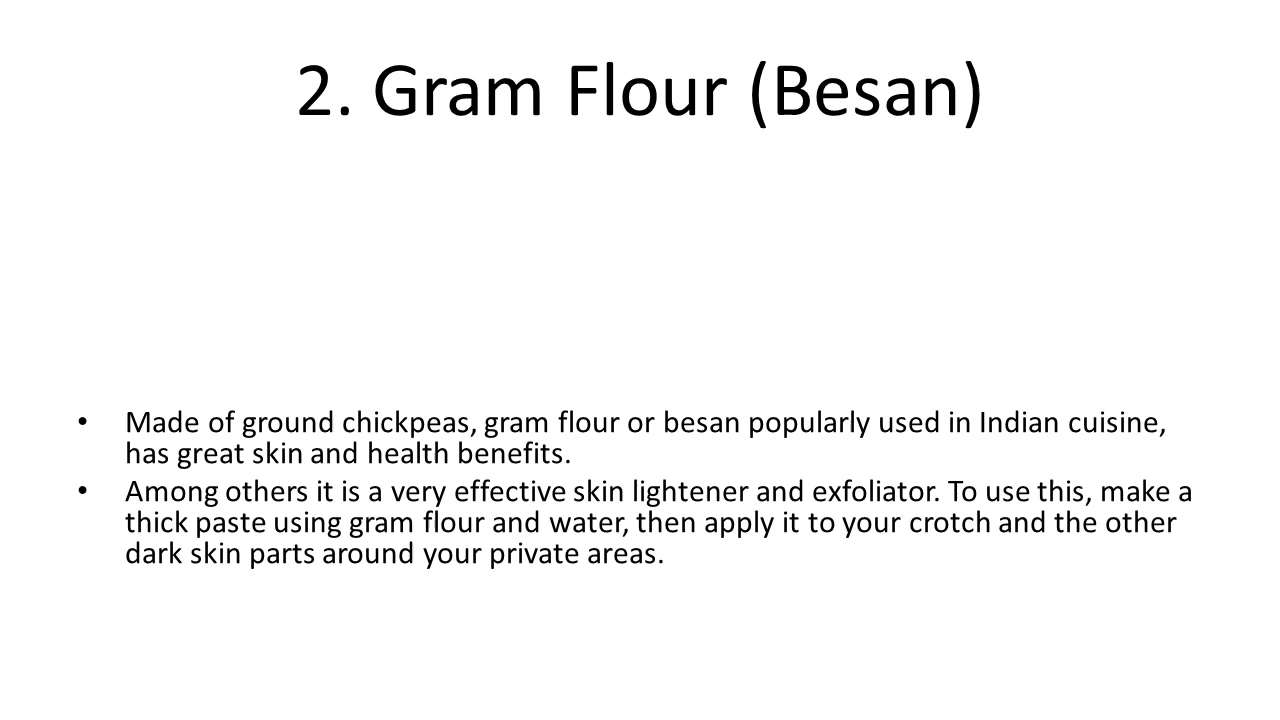 2. Gram Flour (Besan)
• Made of ground chickpeas, gram flour or besan popularly used in Indian cuisine,
has great skin and health benefits.
• Among others it is a very effective skin lightener and exfoliator. To use this, make a
thick paste using gram flour and water, then apply it to your crotch and the other
dark skin parts around your private areas.